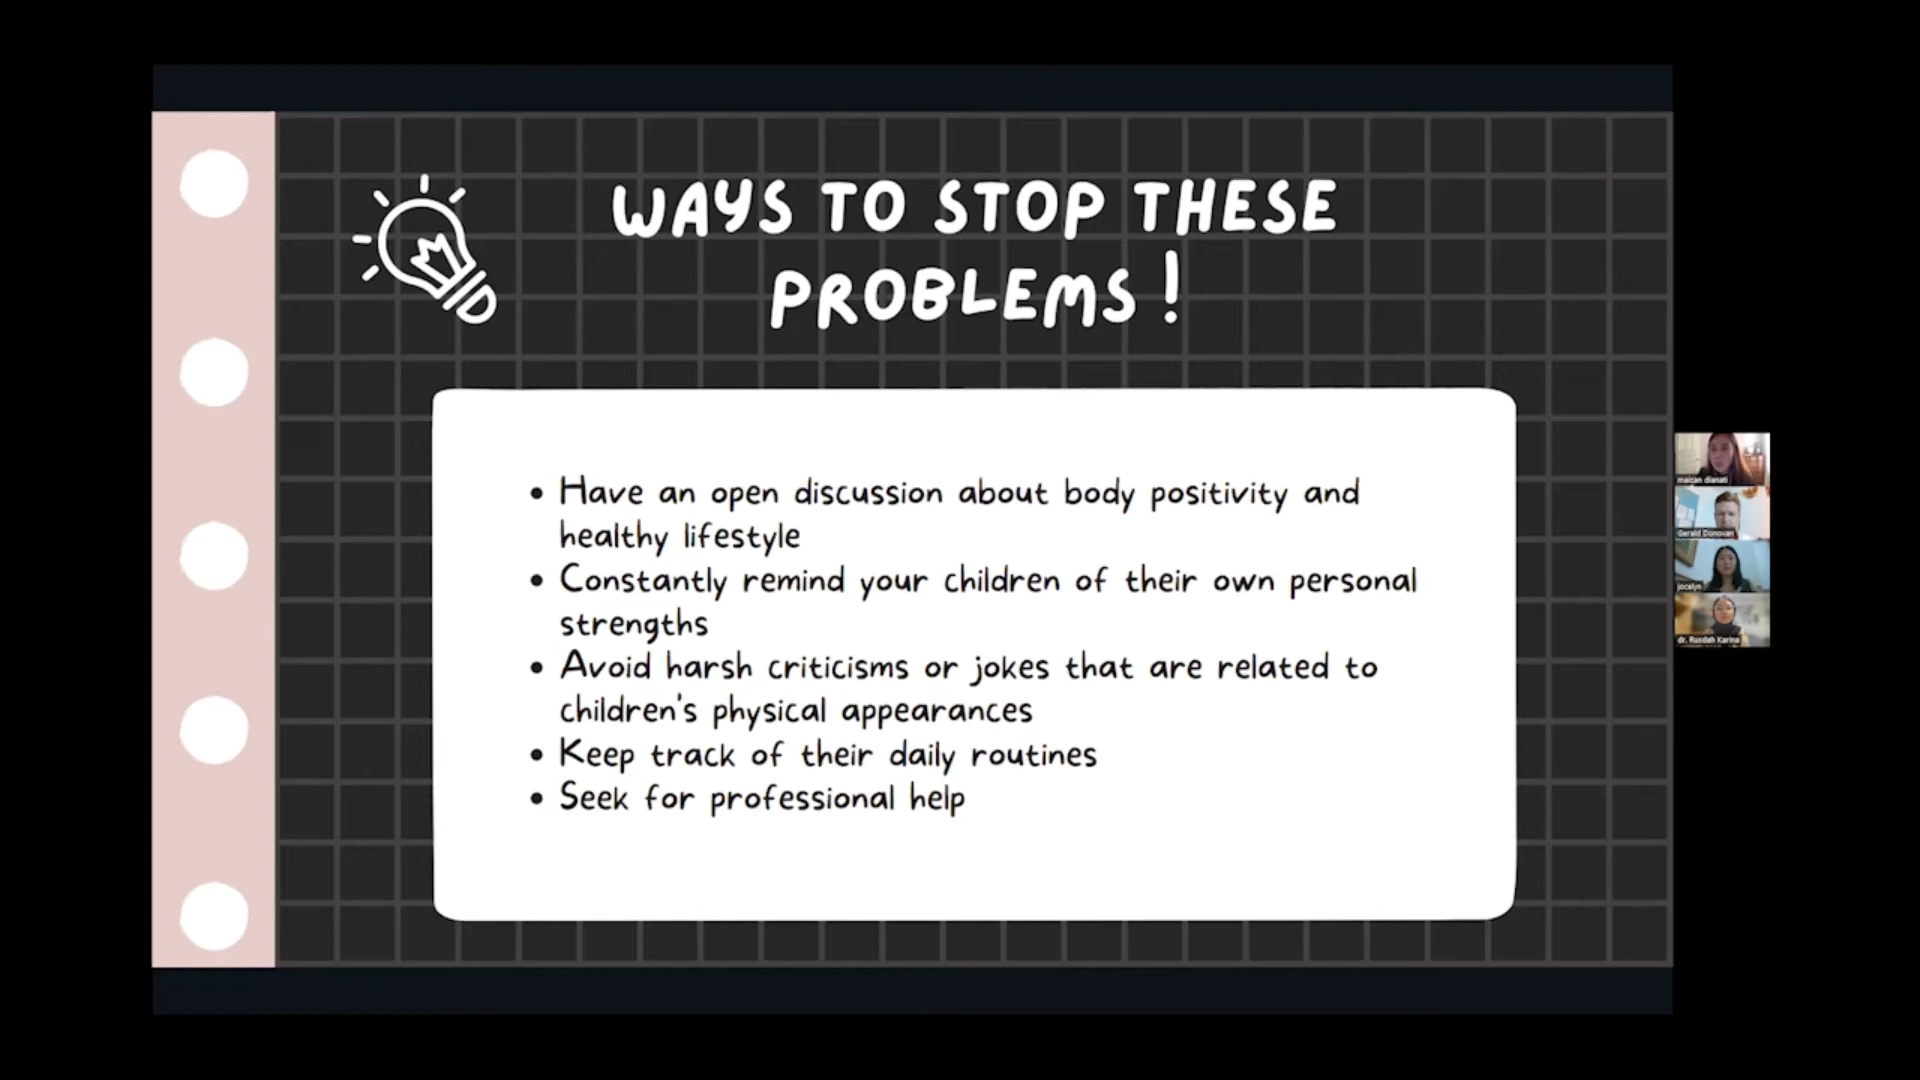 WAYS TO STOP THESE
PROBLEMS!
• Have an open discussion about body positivity and
healthy lifestyle
• Constantly remind your children of their own personal
strengths
• Avoid harsh criticisms or jokes that are related to
children's physical appearances
• Keep track of their daily routines
• Seek for professional help
maizan dianati
Gerald Donovan
jocelyn
dr. Rusdah Karina